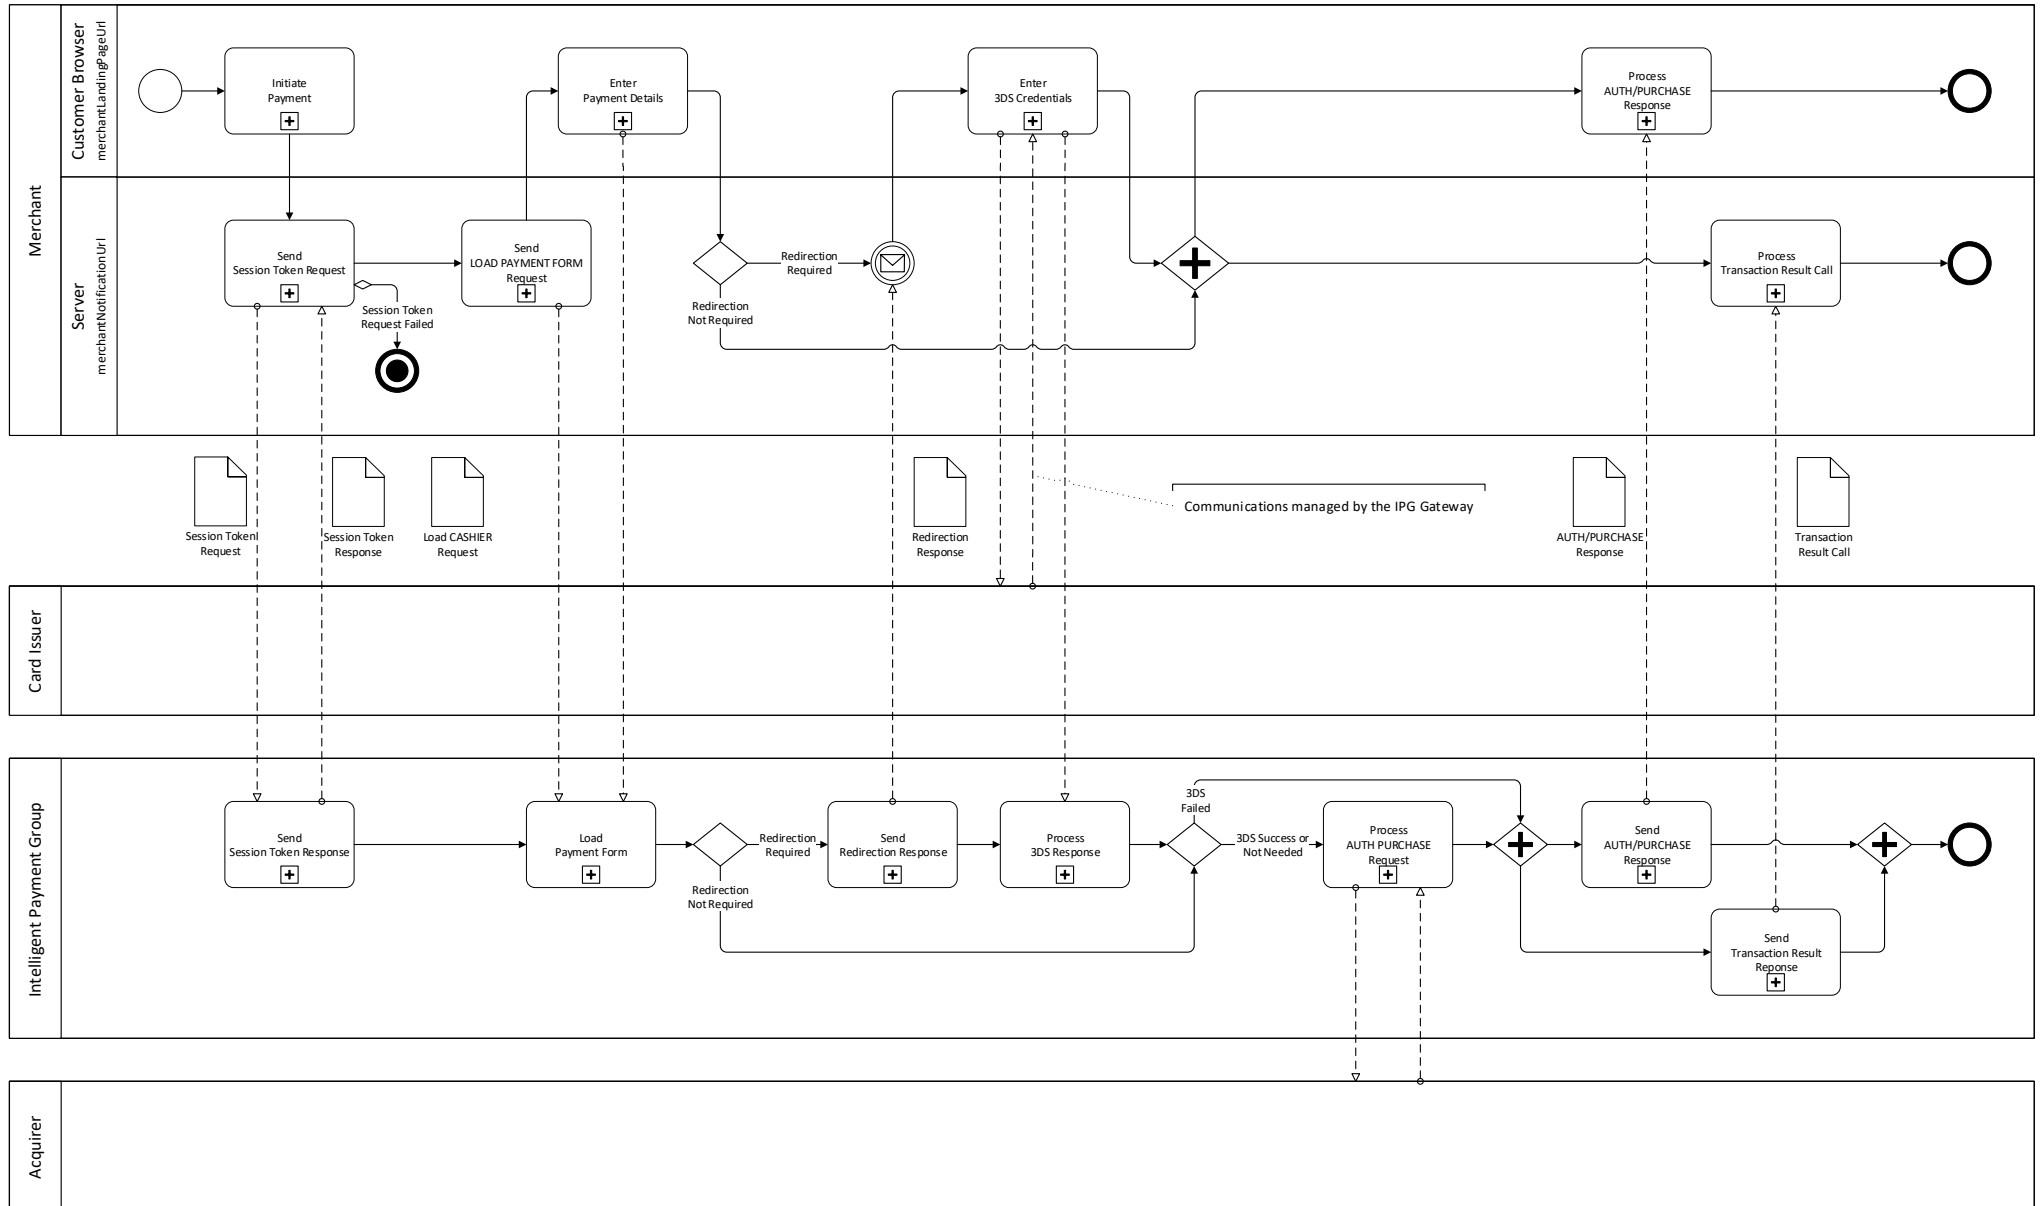 Merchant
Customer Browser
merchantLandingPageUrl
Initiate
Payment
Enter
Payment Details
Enter
3DS Credentials
Process
AUTH/PURCHASE
Response
Server
merchantNotificationUrl
Send
Session Token Request
Session Token
Request Failed
Send
LOAD PAYMENT FORM
Request
Redirection
Required
Redirection
Not Required
Process
Transaction Result Call
Session Token
Request
Session Token
Response
Load CASHIER
Request
Redirection
Response
Communications managed by the IPG Gateway
AUTH/PURCHASE
Response
Transaction
Result Call
Card Issuer
Intelligent Payment Group
Send
Session Token Response
Load
Payment Form
Redirection
Required
Redirection
Not Required
Send
Redirection Response
Process
3DS Response
3DS
Failed
3DS Success or
Not Needed
Process
AUTH PURCHASE
Request
Send
AUTH/PURCHASE
Response
Send
Transaction Result
Reponse
Acquirer